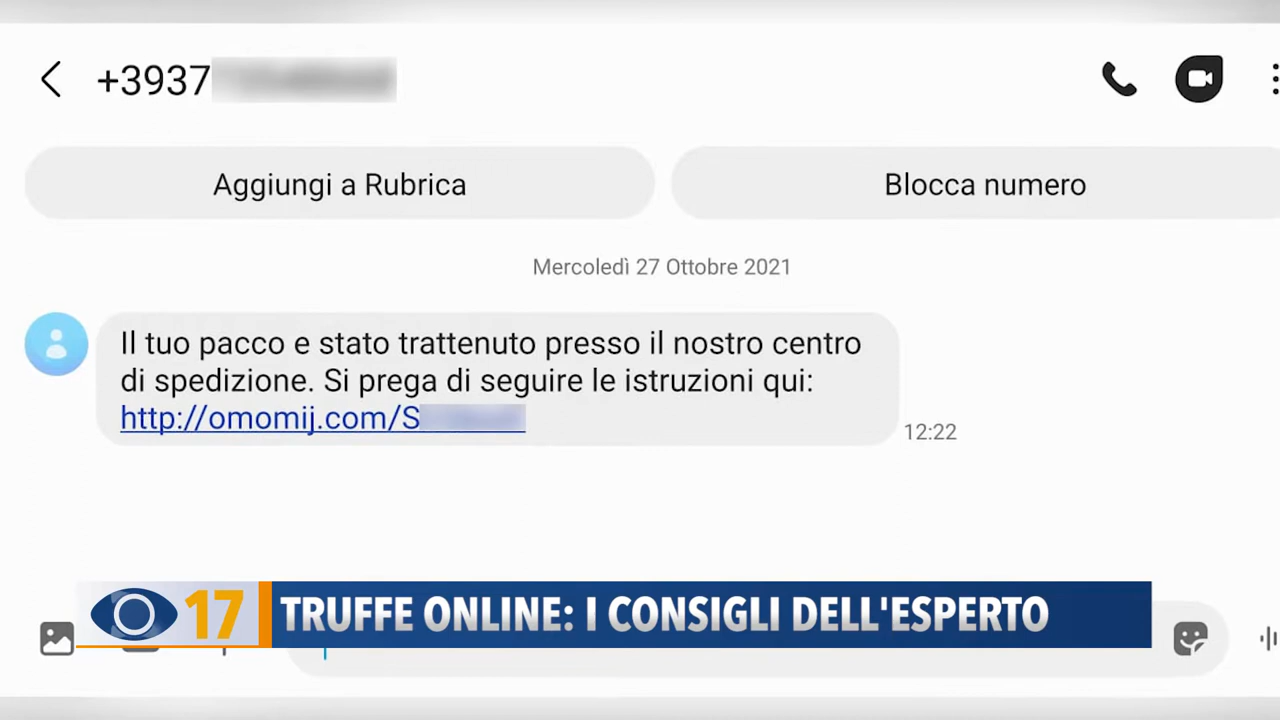 +3937
Aggiungi a Rubrica
Blocca numero
Mercoledì 27 Ottobre 2021
Il tuo pacco e stato trattenuto presso il nostro centro
di spedizione. Si prega di seguire le istruzioni qui:
http://omomij.com/S
12:22
17
TRUFFE ONLINE: I CONSIGLI DELL'ESPERTO